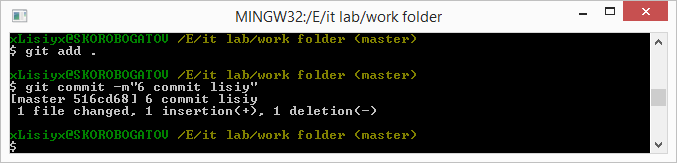 MINGW32:/E/it lab/work folder
xLisiyx@SKOROBOGATOV /E/it lab/work folder (master)
$ git add .
xLisiyx@SKOROBOGATOV /E/it lab/work folder (master)
$ git commit -m"6 commit lisiy"
[master 516cd68] 6 commit lisiy
 1 file changed, 1 insertion(+), 1 deletion(-)
xLisiyx@SKOROBOGATOV /E/it lab/work folder (master)
$